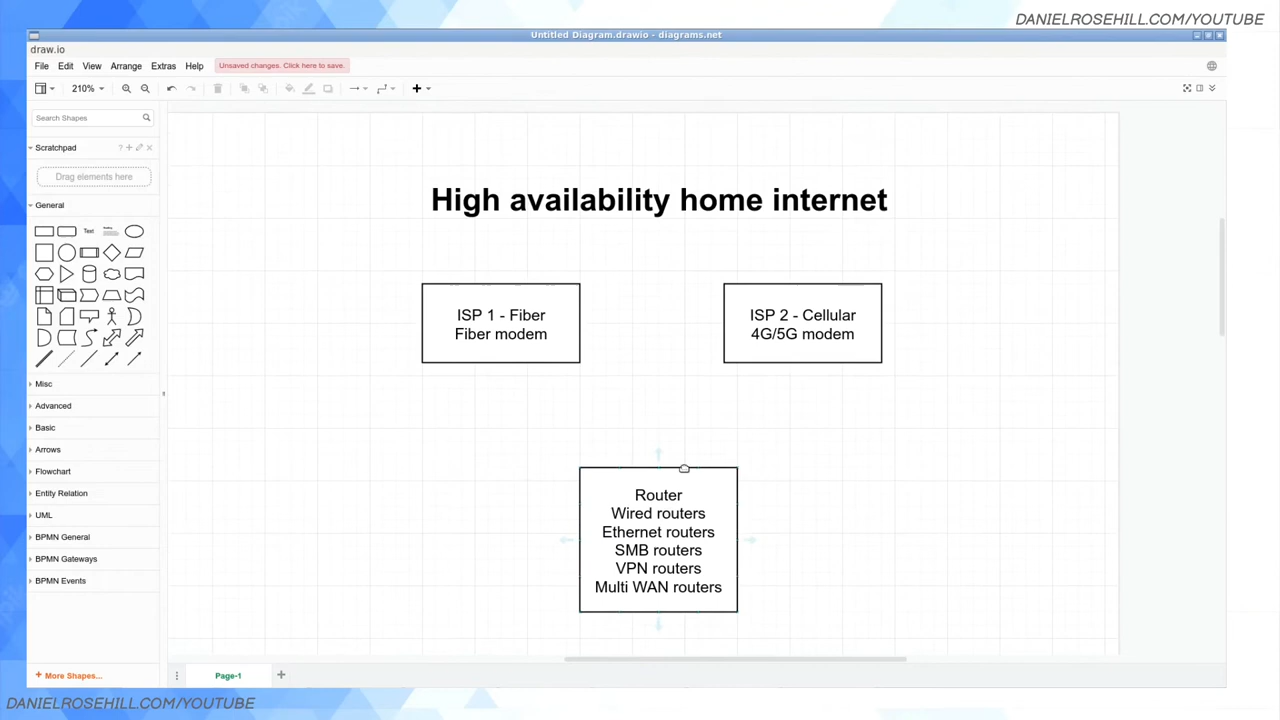 DANIELROSEHILL.COM/YOUTUBE
Untitled Diagram.drawio - diagrams.net
draw.io
File Edit View Arrange Extras Help Unsaved changes. Click here to save.
210%
Search Shapes
Scratchpad
?
Drag elements here
General
Text
High availability home internet
ISP 1 - Fiber
Fiber modem
ISP 2 - Cellular
4G/5G modem
Misc
Advanced
Basic
Arrows
Flowchart
Entity Relation
UML
BPMN General
BPMN Gateways
BPMN Events
Router
Wired routers
Ethernet routers
SMB routers
VPN routers
Multi WAN routers
+ More Shapes...
Page-1
DANIELROSEHILL.COM/YOUTUBE